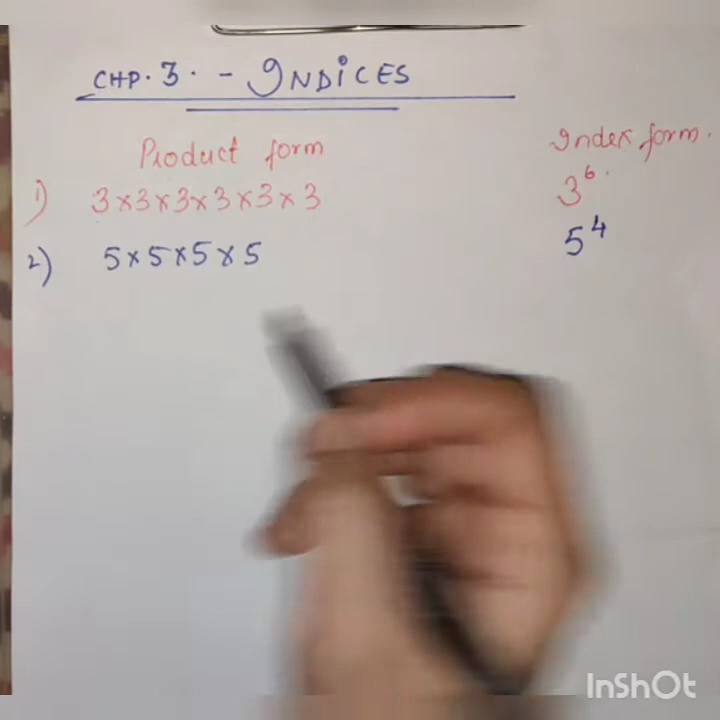 CHP. 3. - INDICES
Product form Index form.
1) 3×3×3×3×3×3 3⁶.
2) 5×5×5×5 5⁴
InShOt